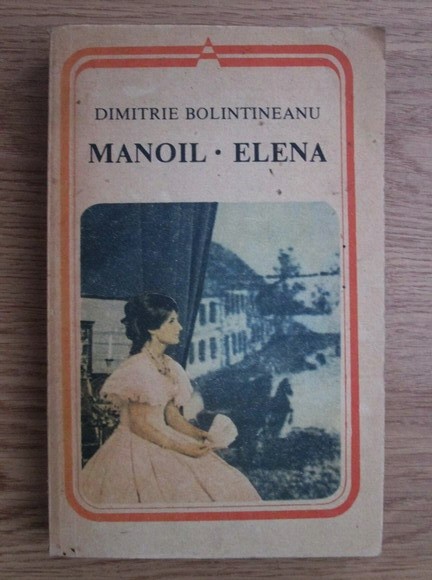 DIMITRIE BOLINTINEANU
MANOIL · ELENA